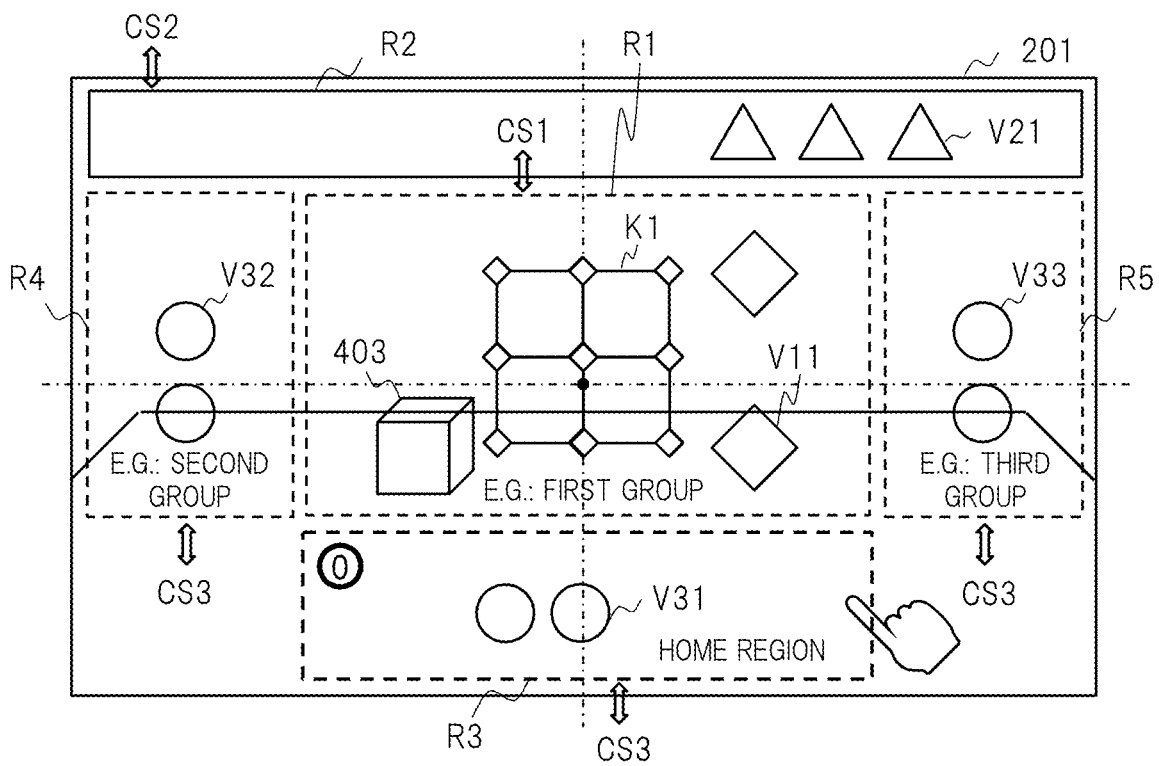 CS2
R2
R1
201
CS1
V21
K1
R4
V32
V33
R5
403
V11
E.G.: SECOND
GROUP
E.G.: FIRST GROUP
E.G.: THIRD
GROUP
CS3
CS3
0
V31
HOME REGION
R3
CS3